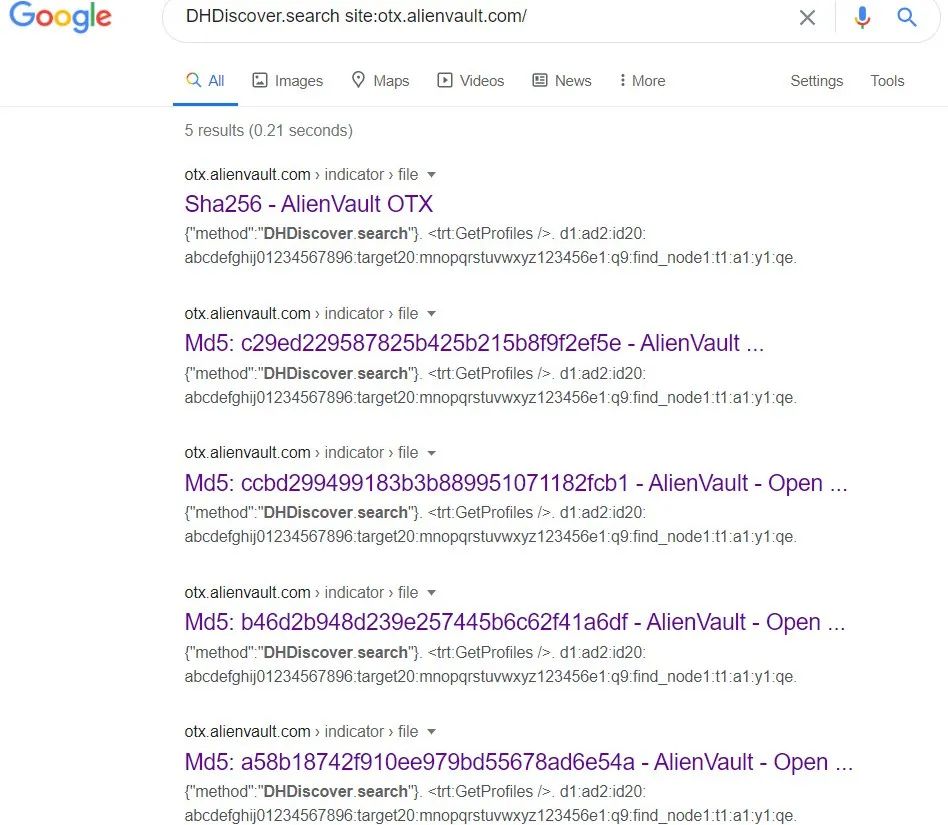 Google
DHDiscover.search site:otx.alienvault.com/
All Images Maps Videos News More Settings Tools
5 results (0.21 seconds)
otx.alienvault.com › indicator › file
Sha256 - AlienVault OTX
{"method":"DHDiscover.search"}. <trt:GetProfiles />. d1:ad2:id20:
abcdefghij01234567896:target20:mnopqrstuvwxyz123456e1:q9:find_node1:t1:a1:y1:qe.
otx.alienvault.com › indicator › file
Md5: c29ed229587825b425b215b8f9f2ef5e - AlienVault ...
{"method":"DHDiscover.search"}. <trt:GetProfiles />. d1:ad2:id20:
abcdefghij01234567896:target20:mnopqrstuvwxyz123456e1:q9:find_node1:t1:a1:y1:qe.
otx.alienvault.com › indicator › file
Md5: ccbd299499183b3b889951071182fcb1 - AlienVault - Open ...
{"method":"DHDiscover.search"}. <trt:GetProfiles />. d1:ad2:id20:
abcdefghij01234567896:target20:mnopqrstuvwxyz123456e1:q9:find_node1:t1:a1:y1:qe.
otx.alienvault.com › indicator › file
Md5: b46d2b948d239e257445b6c62f41a6df - AlienVault - Open ...
{"method":"DHDiscover.search"}. <trt:GetProfiles />. d1:ad2:id20:
abcdefghij01234567896:target20:mnopqrstuvwxyz123456e1:q9:find_node1:t1:a1:y1:qe.
otx.alienvault.com › indicator › file
Md5: a58b18742f910ee979bd55678ad6e54a - AlienVault - Open ...
{"method":"DHDiscover.search"}. <trt:GetProfiles />. d1:ad2:id20:
abcdefghij01234567896:target20:mnopqrstuvwxyz123456e1:q9:find_node1:t1:a1:y1:qe.